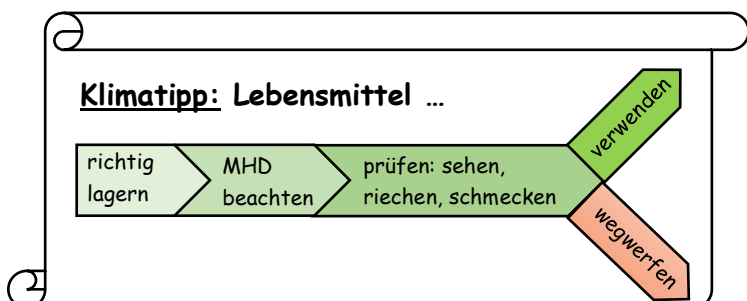 Klimatipp: Lebensmittel …
richtig
lagern
MHD
beachten
prüfen: sehen,
riechen, schmecken
verwenden
wegwerfen